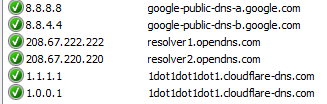 8.8.8.8 google-public-dns-a.google.com
8.8.4.4 google-public-dns-b.google.com
208.67.222.222 resolver1.opendns.com
208.67.220.220 resolver2.opendns.com
1.1.1.1 1dot1dot1dot1.cloudflare-dns.com
1.0.0.1 1dot1dot1dot1.cloudflare-dns.com